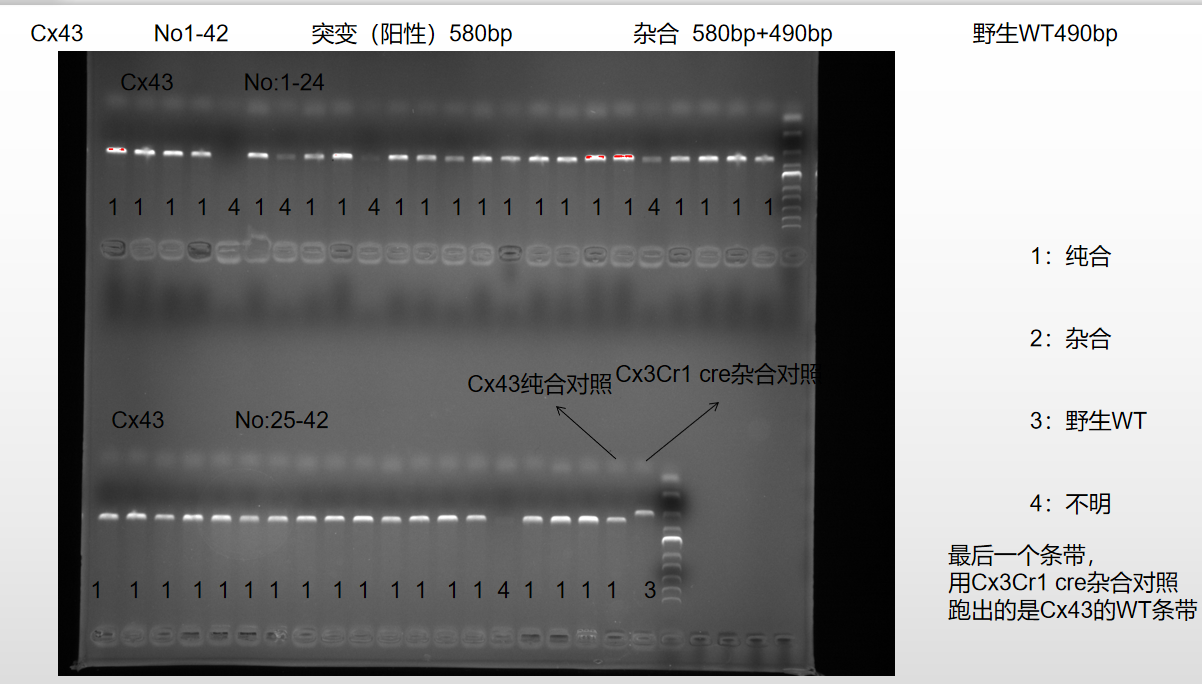 Cx43 No1-42 突变（阳性）580bp 杂合 580bp+490bp 野生WT490bp
Cx43 No:1-24
1 1 1 1 4 1 4 1 1 4 1 1 1 1 1 1 1 1 1 4 1 1 1 1
1：纯合
2：杂合
Cx43纯合对照 Cx3Cr1 cre杂合对照
Cx43 No:25-42
3：野生WT
4：不明
最后一个条带，
用Cx3Cr1 cre杂合对照
跑出的是Cx43的WT条带
1 1 1 1 1 1 1 1 1 1 1 1 1 1 4 1 1 1 1 3